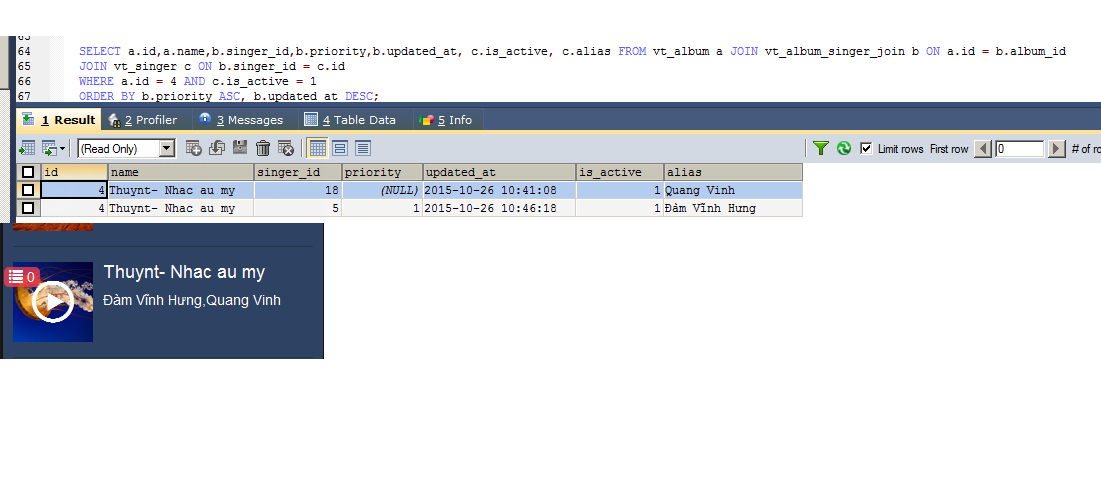 63
64 SELECT a.id,a.name,b.singer_id,b.priority,b.updated_at, c.is_active, c.alias FROM vt_album a JOIN vt_album_singer_join b ON a.id = b.album_id
65 JOIN vt_singer c ON b.singer_id = c.id
66 WHERE a.id = 4 AND c.is_active = 1
67 ORDER BY b.priority ASC, b.updated_at DESC;
1 Result 2 Profiler 3 Messages 4 Table Data 5 Info
(Read Only) Limit rows First row 0 # of ro
id name singer_id priority updated_at is_active alias
4 Thuynt- Nhac au my 18 (NULL) 2015-10-26 10:41:08 1 Quang Vinh
4 Thuynt- Nhac au my 5 1 2015-10-26 10:46:18 1 Đàm Vĩnh Hưng
0 Thuynt- Nhac au my
Đàm Vĩnh Hưng,Quang Vinh